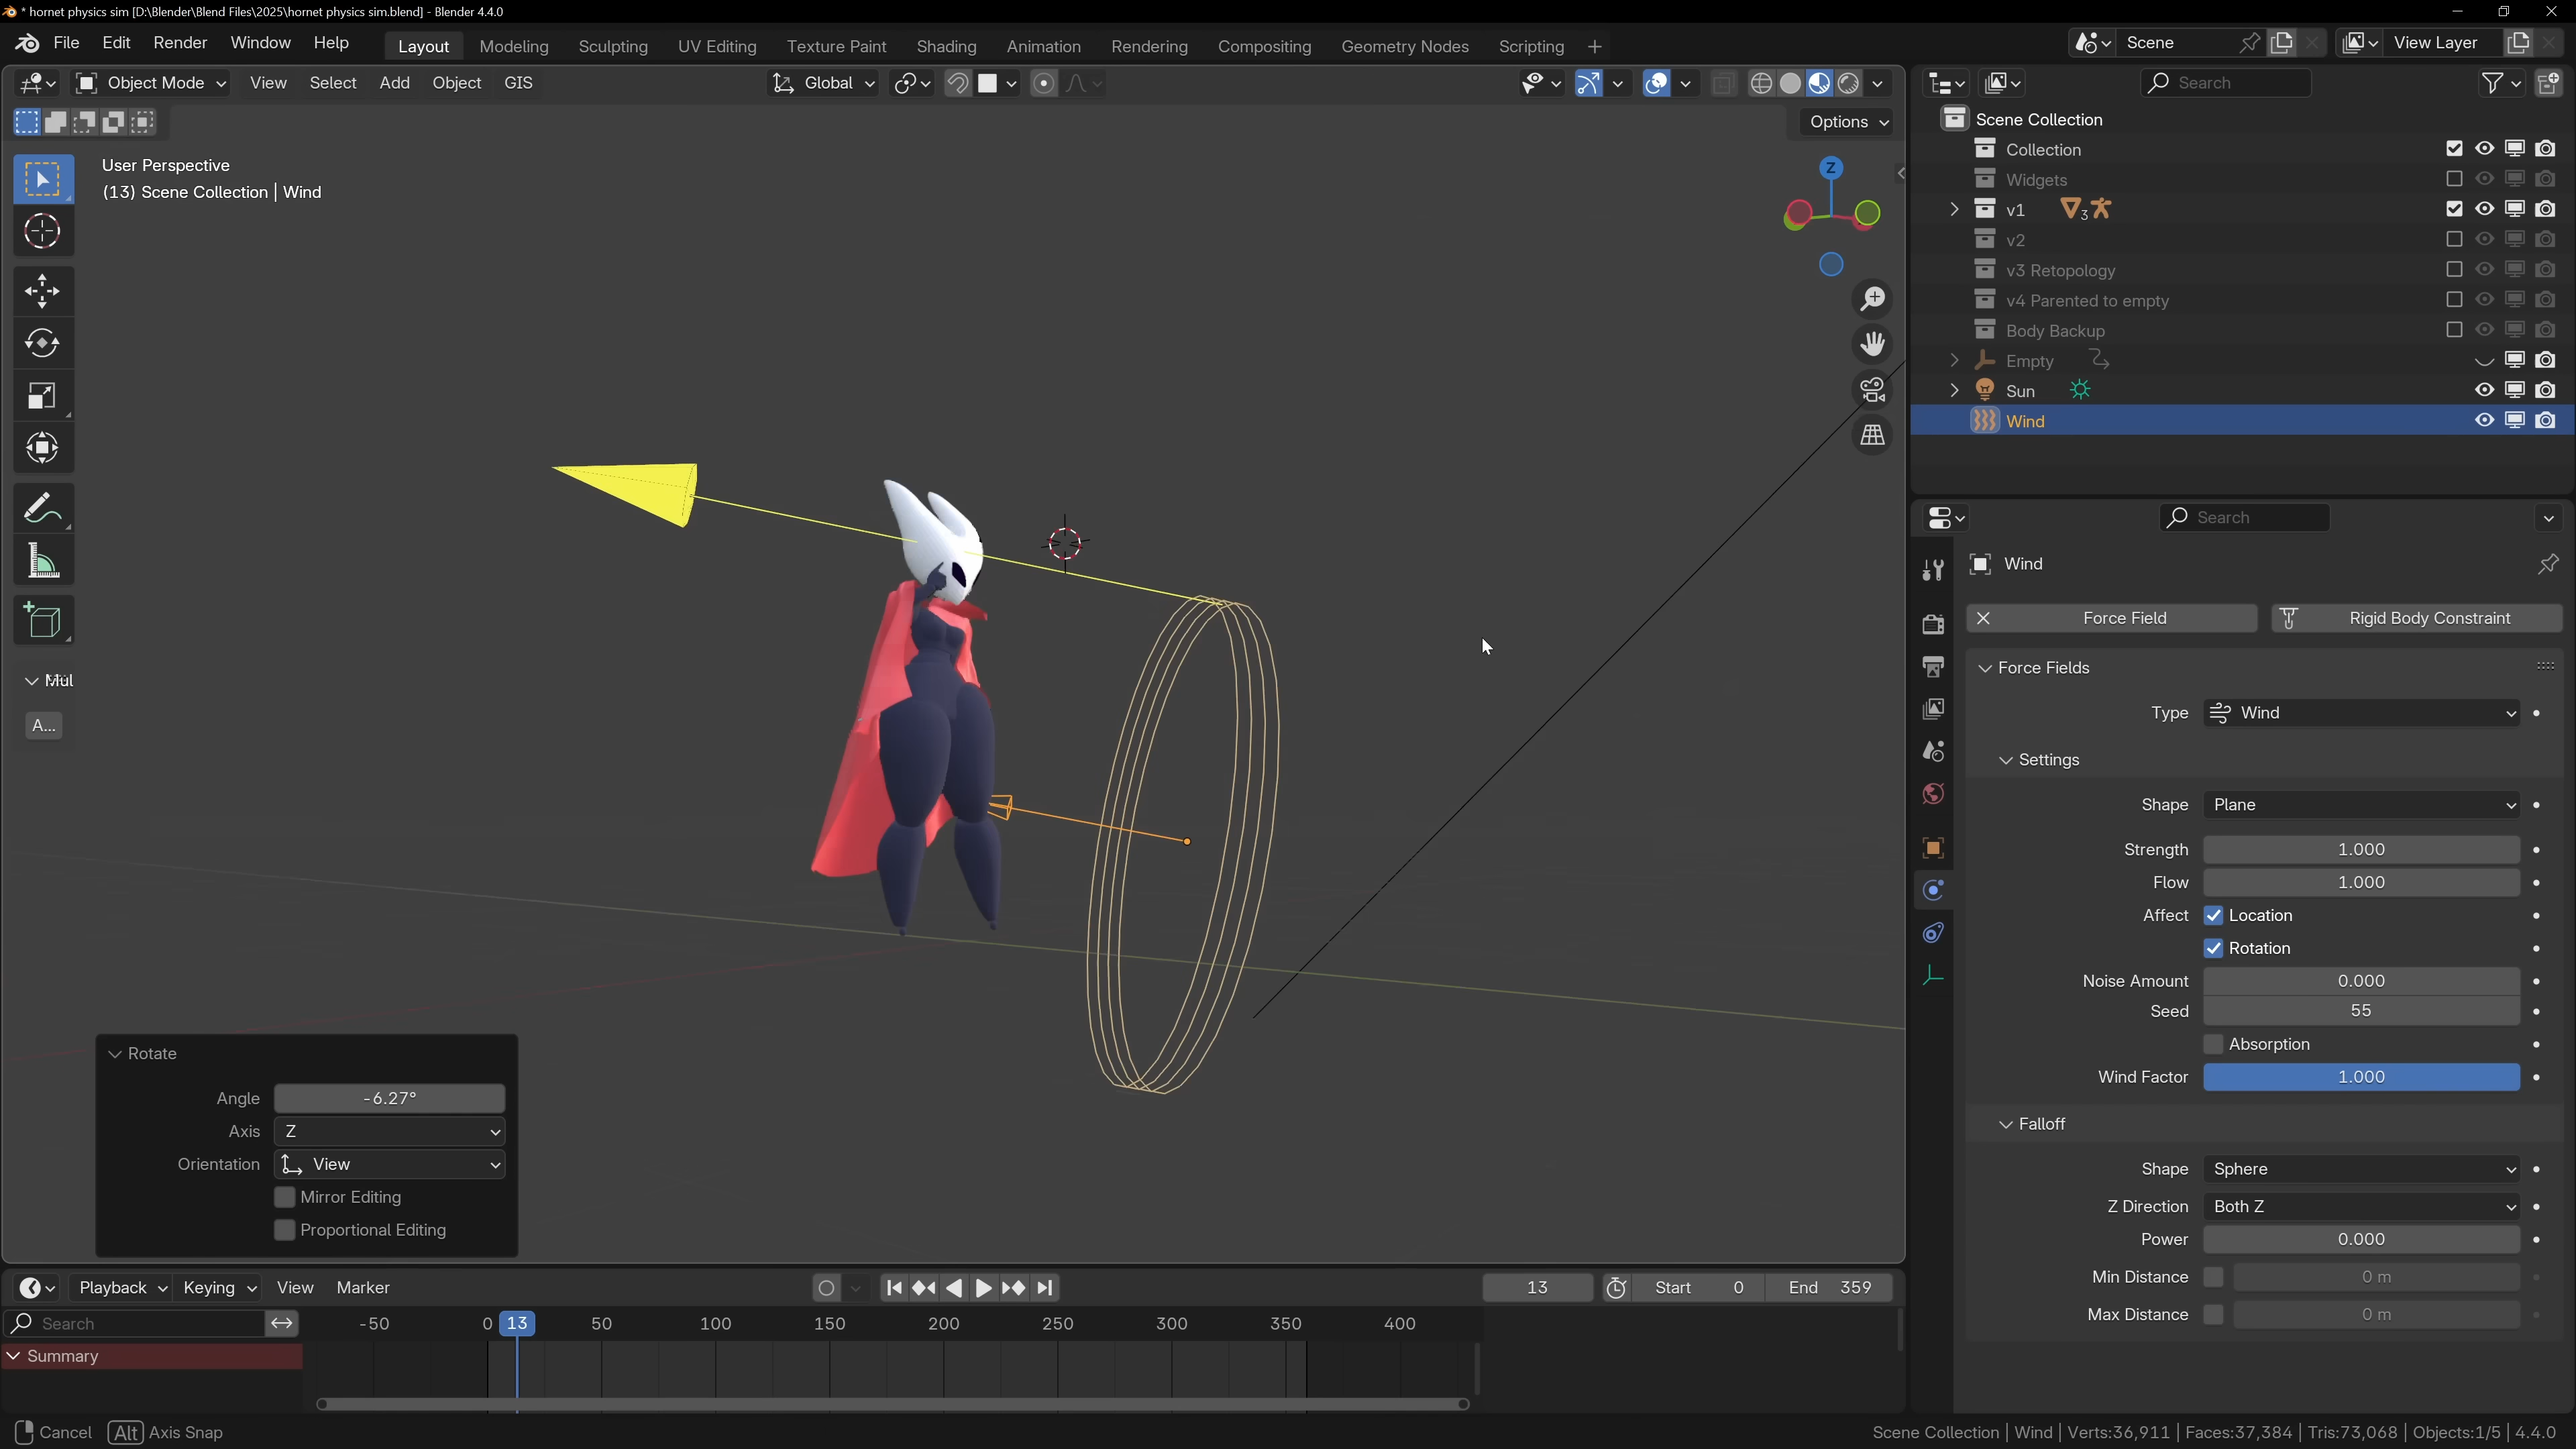 * hornet physics sim [D:\Blender\Blend Files\2025\hornet physics sim.blend] - Blender 4.4.0
File Edit Render Window Help Layout Modeling Sculpting UV Editing Texture Paint Shading Animation Rendering Compositing Geometry Nodes Scripting + Scene View Layer
Object Mode View Select Add Object GIS Global Search
Options
User Perspective
(13) Scene Collection | Wind
Z
Scene Collection
Collection
Widgets
v1 3
v2
v3 Retopology
v4 Parented to empty
Body Backup
Empty
Sun
Wind
Search
Wind
Force Field Rigid Body Constraint
Force Fields
Type Wind
Settings
Shape Plane
Strength 1.000
Flow 1.000
Affect Location
Rotation
Noise Amount 0.000
Seed 55
Absorption
Wind Factor 1.000
Falloff
Shape Sphere
Z Direction Both Z
Power 0.000
Min Distance 0 m
Max Distance 0 m
Mul
A...
Rotate
Angle -6.27°
Axis Z
Orientation View
Mirror Editing
Proportional Editing
Playback Keying View Marker 13 Start 0 End 359
Search -50 0 13 50 100 150 200 250 300 350 400
Summary
Cancel Alt Axis Snap Scene Collection | Wind | Verts:36,911 | Faces:37,384 | Tris:73,068 | Objects:1/5 | 4.4.0